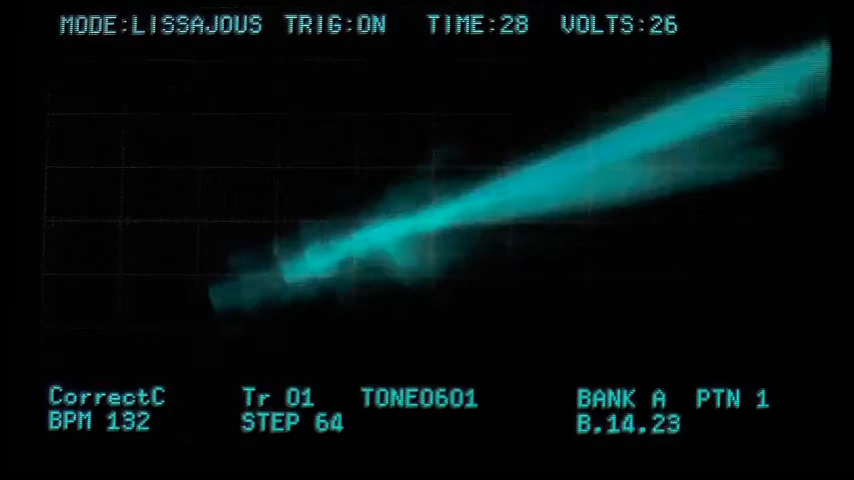 MODE:LISSAJOUS TRIG:ON TIME:28 VOLTS:26
CorrectC Tr 01 TONE0601 BANK A PTN 1
BPM 132 STEP 64 B.14.23